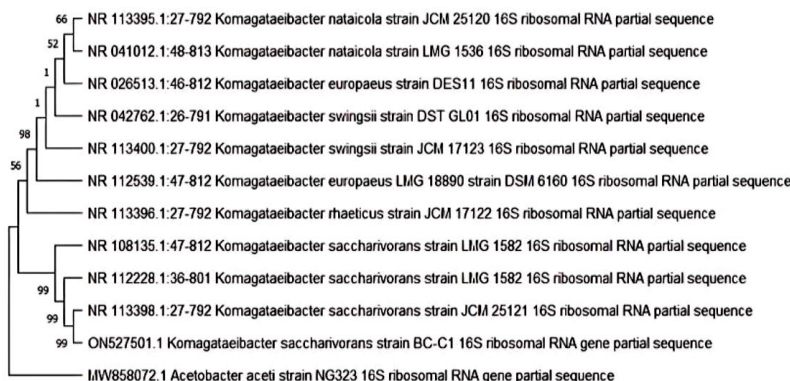 66
NR 113395.1:27-792 Komagataeibacter nataicola strain JCM 25120 16S ribosomal RNA partial sequence
52
NR 041012.1:48-813 Komagataeibacter nataicola strain LMG 1536 16S ribosomal RNA partial sequence
1
NR 026513.1:46-812 Komagataeibacter europaeus strain DES11 16S ribosomal RNA partial sequence
1
NR 042762.1:26-791 Komagataeibacter swingsii strain DST GL01 16S ribosomal RNA partial sequence
98
NR 113400.1:27-792 Komagataeibacter swingsii strain JCM 17123 16S ribosomal RNA partial sequence
56
NR 112539.1:47-812 Komagataeibacter europaeus LMG 18890 strain DSM 6160 16S ribosomal RNA partial sequence
NR 113396.1:27-792 Komagataeibacter rhaeticus strain JCM 17122 16S ribosomal RNA partial sequence
NR 108135.1:47-812 Komagataeibacter saccharivorans strain LMG 1582 16S ribosomal RNA partial sequence
NR 112228.1:36-801 Komagataeibacter saccharivorans strain LMG 1582 16S ribosomal RNA partial sequence
99
NR 113398.1:27-792 Komagataeibacter saccharivorans strain JCM 25121 16S ribosomal RNA partial sequence
99
99
ON527501.1 Komagataeibacter saccharivorans strain BC-C1 16S ribosomal RNA gene partial sequence
MW858072.1 Acetobacter aceti strain NG323 16S ribosomal RNA gene partial sequence